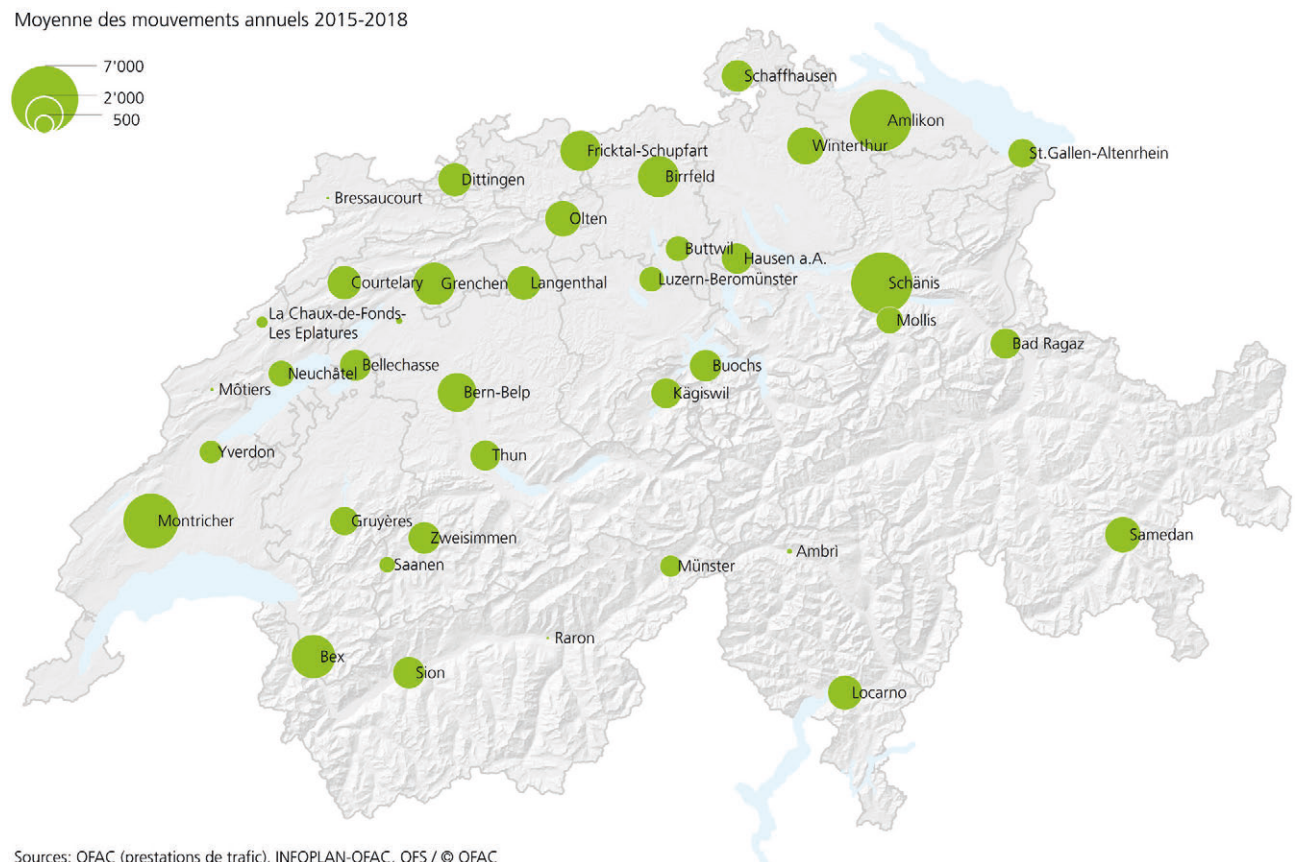 Moyenne des mouvements annuels 2015-2018
7'000
2'000
500
Schaffhausen
Amlikon
Winterthur
St.Gallen-Altenrhein
Fricktal-Schupfart
Birrfeld
Dittingen
Bressaucourt
Olten
Buttwil
Hausen a.A.
Luzern-Beromünster
Courtelary
Grenchen
Langenthal
Schänis
La Chaux-de-Fonds-
Les Eplatures
Mollis
Bad Ragaz
Bellechasse
Neuchâtel
Môtiers
Buochs
Bern-Belp
Kägiswil
Yverdon
Thun
Montricher
Gruyères
Zweisimmen
Samedan
Saanen
Münster
Ambrì
Raron
Bex
Sion
Locarno
Sources: OFAC (prestations de trafic), INFOPLAN-OFAC, OFS / © OFAC